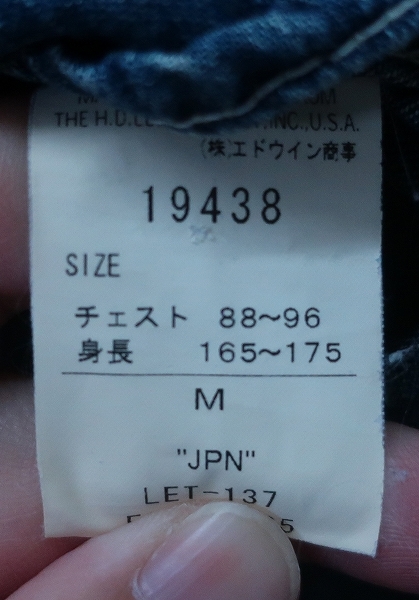 THE H.D. INC., U.S.A.
(株)エドウイン商事
19438
SIZE
チェスト 88〜96
身長 165〜175
M
"JPN"
LET-137